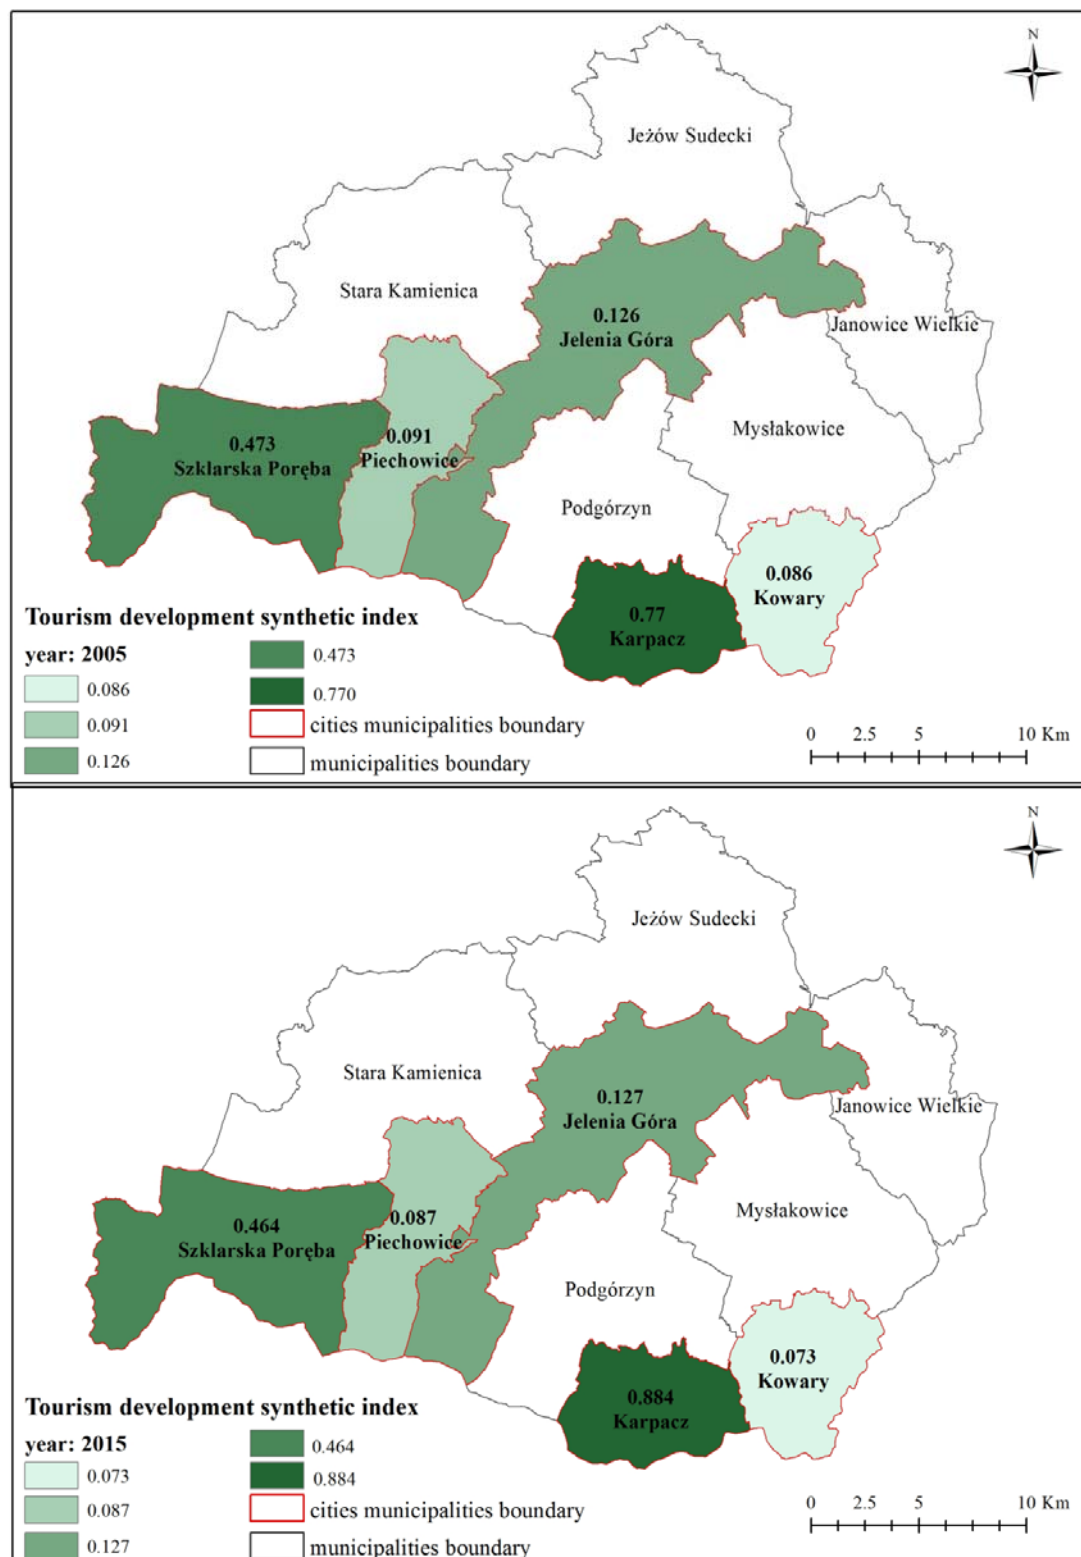 N
Jeżów Sudecki
Stara Kamienica
0.126
Jelenia Góra
Janowice Wielkie
Mysłakowice
0.473
Szklarska Poręba
0.091
Piechowice
Podgórzyn
0.086
Kowary
0.77
Karpacz
Tourism development synthetic index
year: 2005
0.086
0.091
0.126
0.473
0.770
cities municipalities boundary
municipalities boundary
0 2.5 5 10 Km
N
Jeżów Sudecki
Stara Kamienica
0.127
Jelenia Góra
Janowice Wielkie
Mysłakowice
0.464
Szklarska Poręba
0.087
Piechowice
Podgórzyn
0.073
Kowary
0.884
Karpacz
Tourism development synthetic index
year: 2015
0.073
0.087
0.127
0.464
0.884
cities municipalities boundary
municipalities boundary
0 2.5 5 10 Km